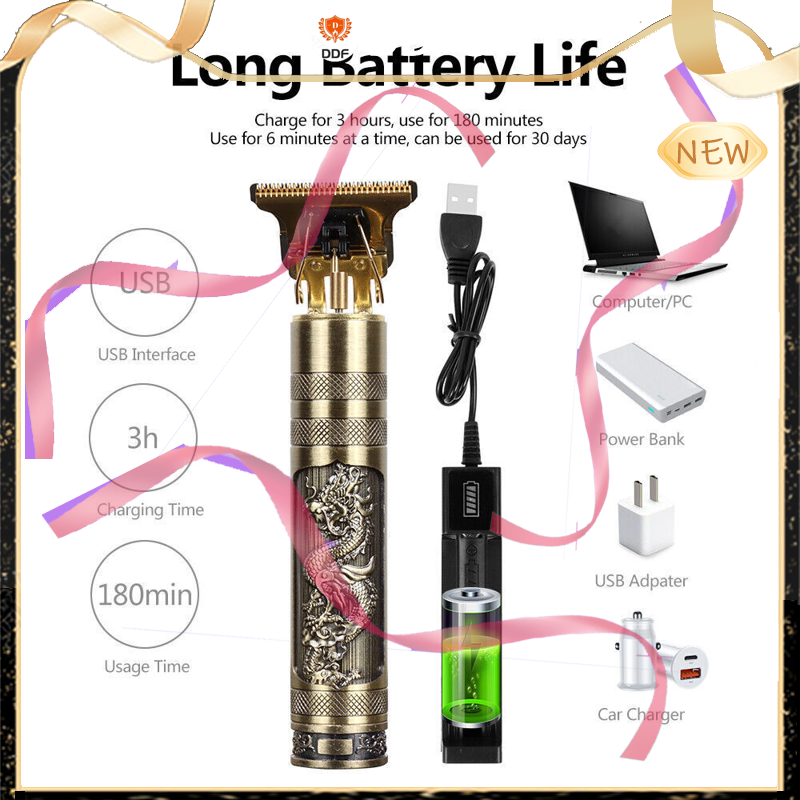 DDF
Long Battery Life
Charge for 3 hours, use for 180 minutes
Use for 6 minutes at a time, can be used for 30 days
NEW
USB
USB Interface
3h
Charging Time
180min
Usage Time
Computer/PC
Power Bank
USB Adpater
Car Charger